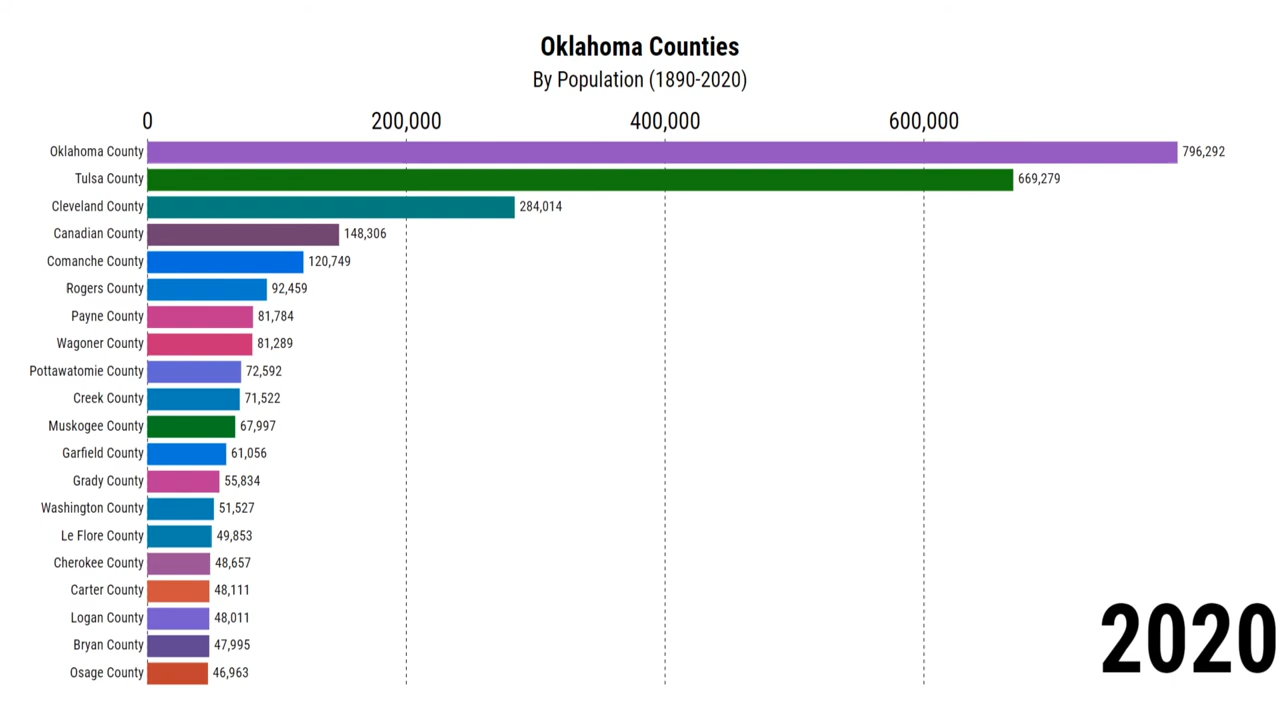 Oklahoma Counties
By Population (1890-2020)
0 200,000 400,000 600,000
Oklahoma County 796,292
Tulsa County 669,279
Cleveland County 284,014
Canadian County 148,306
Comanche County 120,749
Rogers County 92,459
Payne County 81,784
Wagoner County 81,289
Pottawatomie County 72,592
Creek County 71,522
Muskogee County 67,997
Garfield County 61,056
Grady County 55,834
Washington County 51,527
Le Flore County 49,853
Cherokee County 48,657
Carter County 48,111
Logan County 48,011
Bryan County 47,995
Osage County 46,963
2020